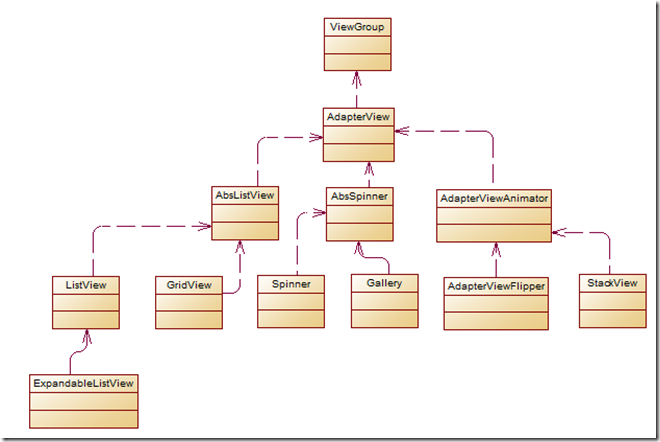 ViewGroup
AdapterView
AbsListView
AbsSpinner
AdapterViewAnimator
ListView
GridView
Spinner
Gallery
AdapterViewFlipper
StackView
ExpandableListView